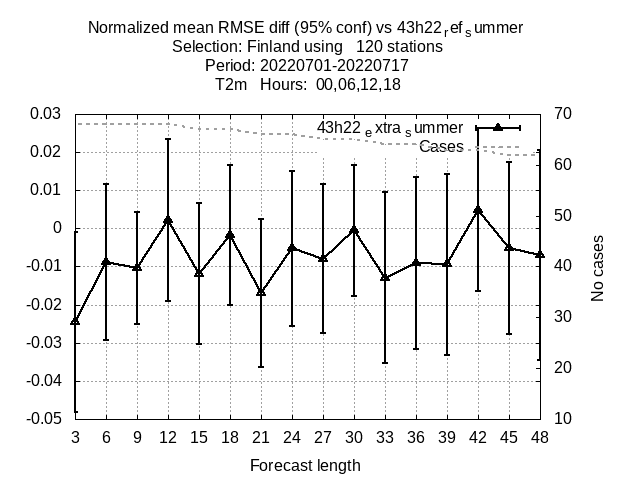 Normalized mean RMSE diff (95% conf) vs 43h22refsummer
Selection: Finland using 120 stations
Period: 20220701-20220717
T2m Hours: 00,06,12,18
43h22extrasummer
Cases
0.03
0.02
0.01
0
-0.01
-0.02
-0.03
-0.04
-0.05
70
60
50
40
30
20
10
No cases
3 6 9 12 15 18 21 24 27 30 33 36 39 42 45 48
Forecast length